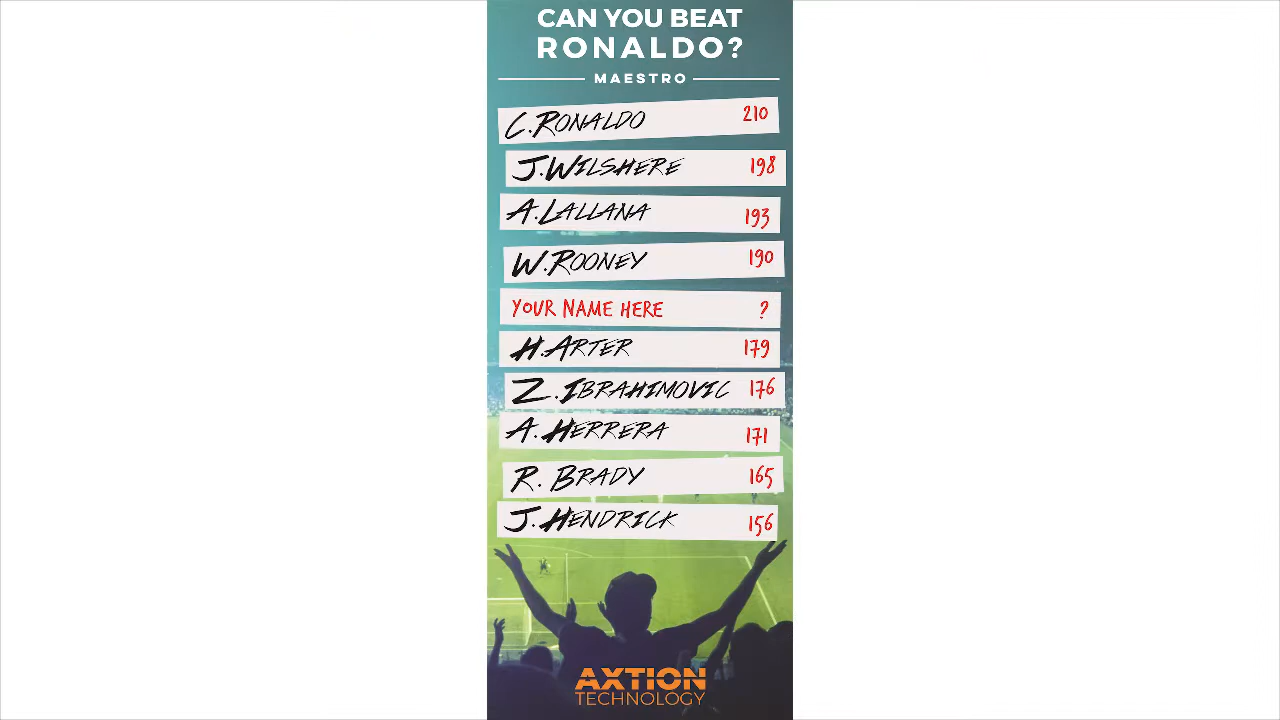 CAN YOU BEAT
RONALDO?
MAESTRO
C.RONALDO 210
J.WILSHERE 198
A.LALLANA 193
W.ROONEY 190
YOUR NAME HERE ?
H.ARTER 179
Z.IBRAHIMOVIC 176
A.HERRERA 171
R. BRADY 165
J.HENDRICK 156
AXTION
TECHNOLOGY